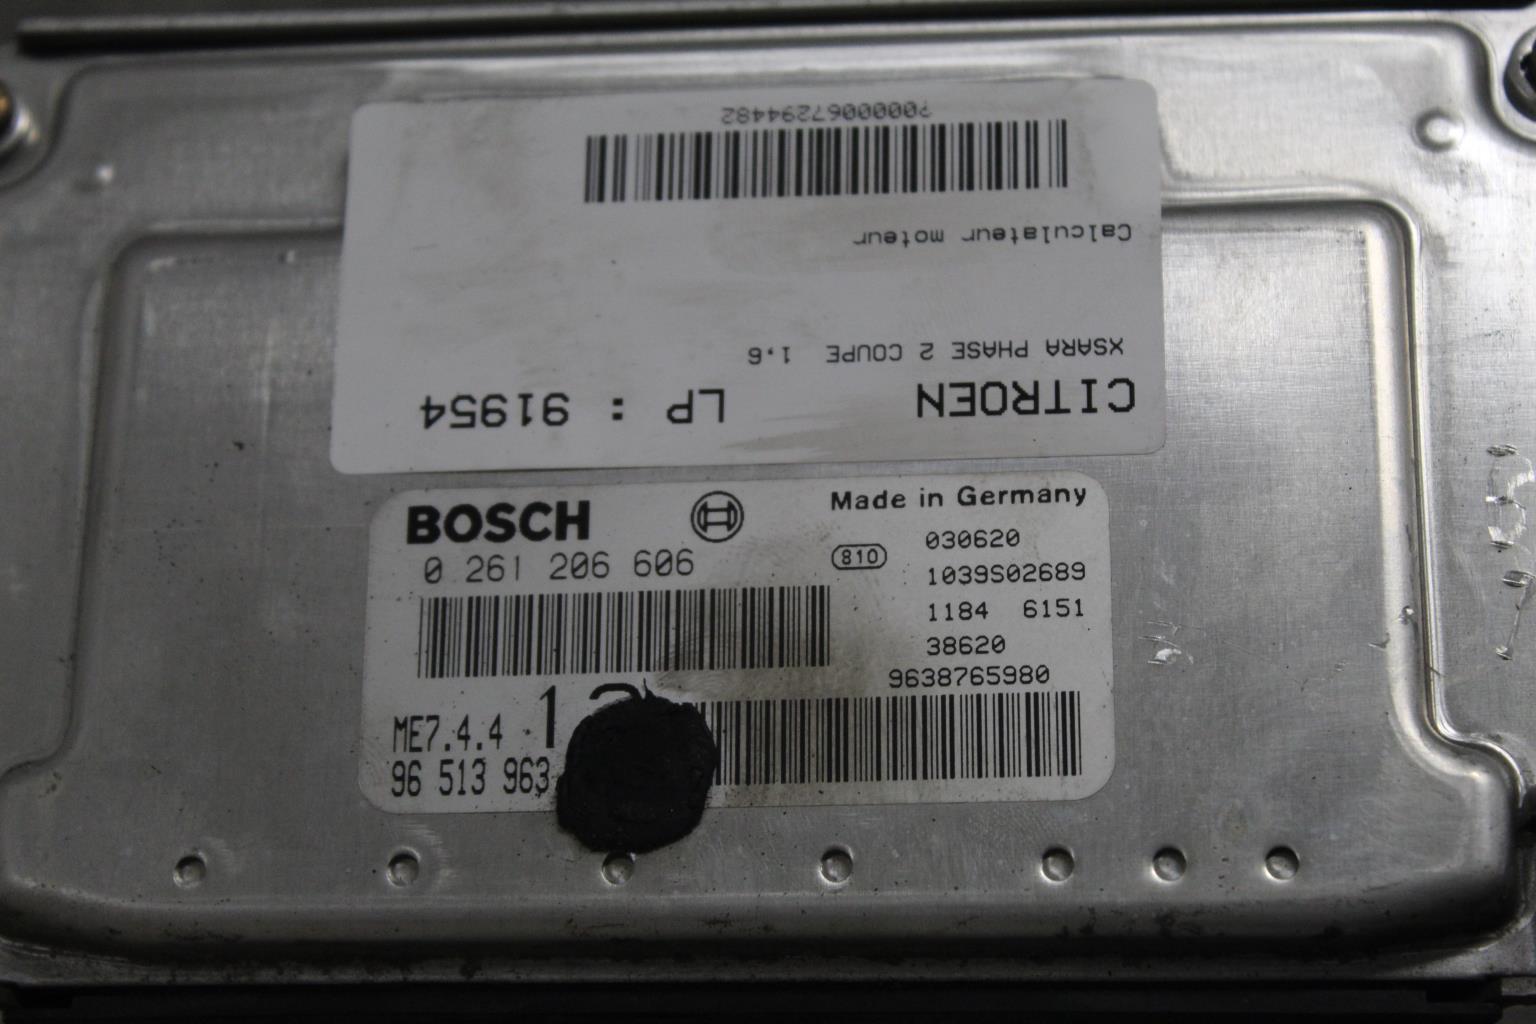 CITROEN LP : 91954
XSARA PHASE 2 COUPE 1,6
Calculateur moteur
BOSCH
Made in Germany
0 261 206 606
810
030620
1039S02689
1184 6151
38620
9638765980
ME7.4.4
96 513 963